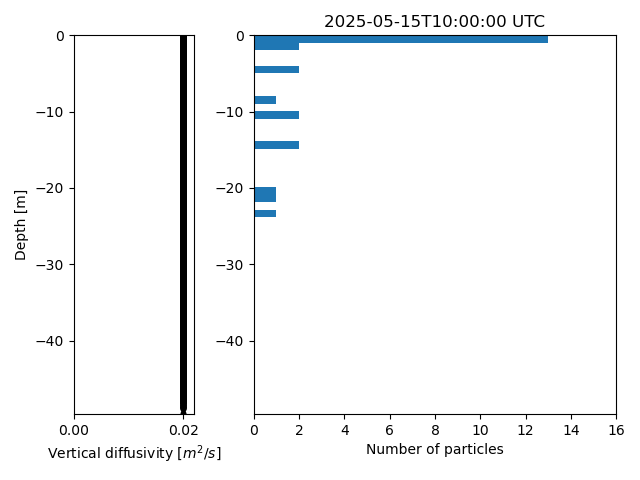 2025-05-15T10:00:00 UTC
0
−10
−20
−30
−40
Depth [m]
0.00
0.02
Vertical diffusivity [m²/s]
0
−10
−20
−30
−40
0 2 4 6 8 10 12 14 16
Number of particles